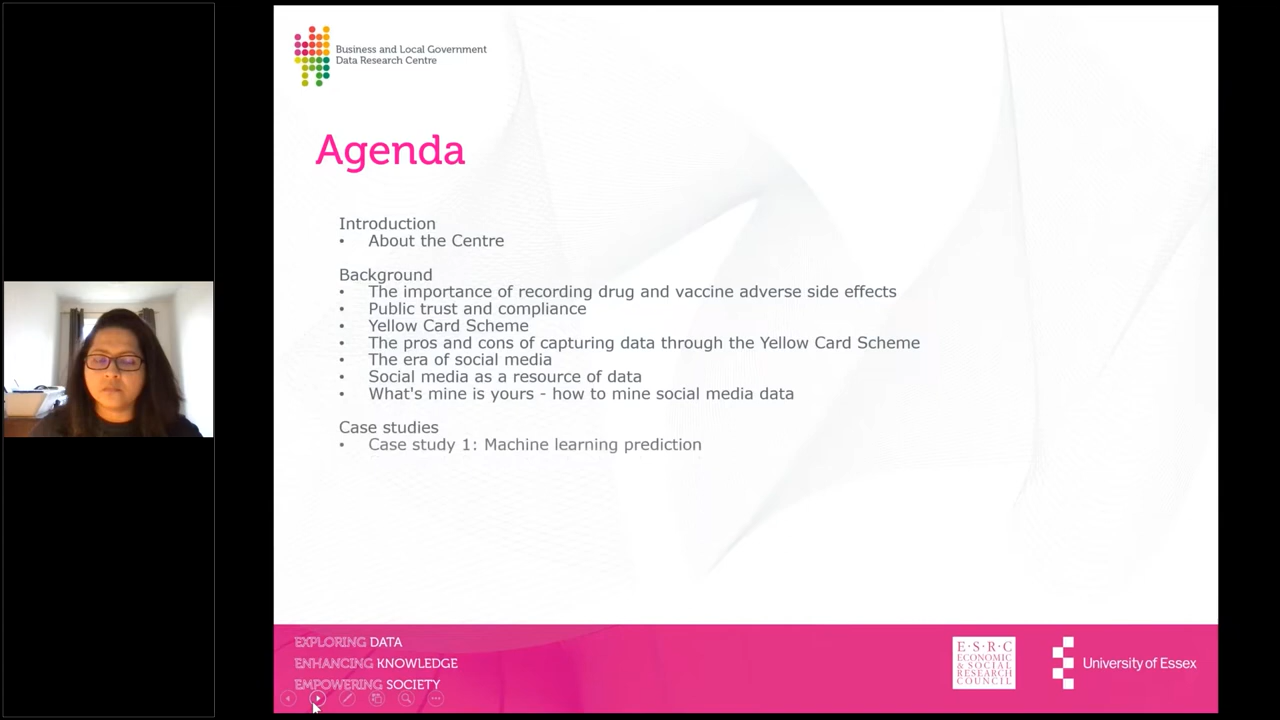 Business and Local Government
Data Research Centre
Agenda
Introduction
• About the Centre
Background
• The importance of recording drug and vaccine adverse side effects
• Public trust and compliance
• Yellow Card Scheme
• The pros and cons of capturing data through the Yellow Card Scheme
• The era of social media
• Social media as a resource of data
• What's mine is yours - how to mine social media data
Case studies
• Case study 1: Machine learning prediction
EXPLORING DATA
ENHANCING KNOWLEDGE
EMPOWERING SOCIETY
E·S·R·C
ECONOMIC
& SOCIAL
RESEARCH
COUNCIL
University of Essex